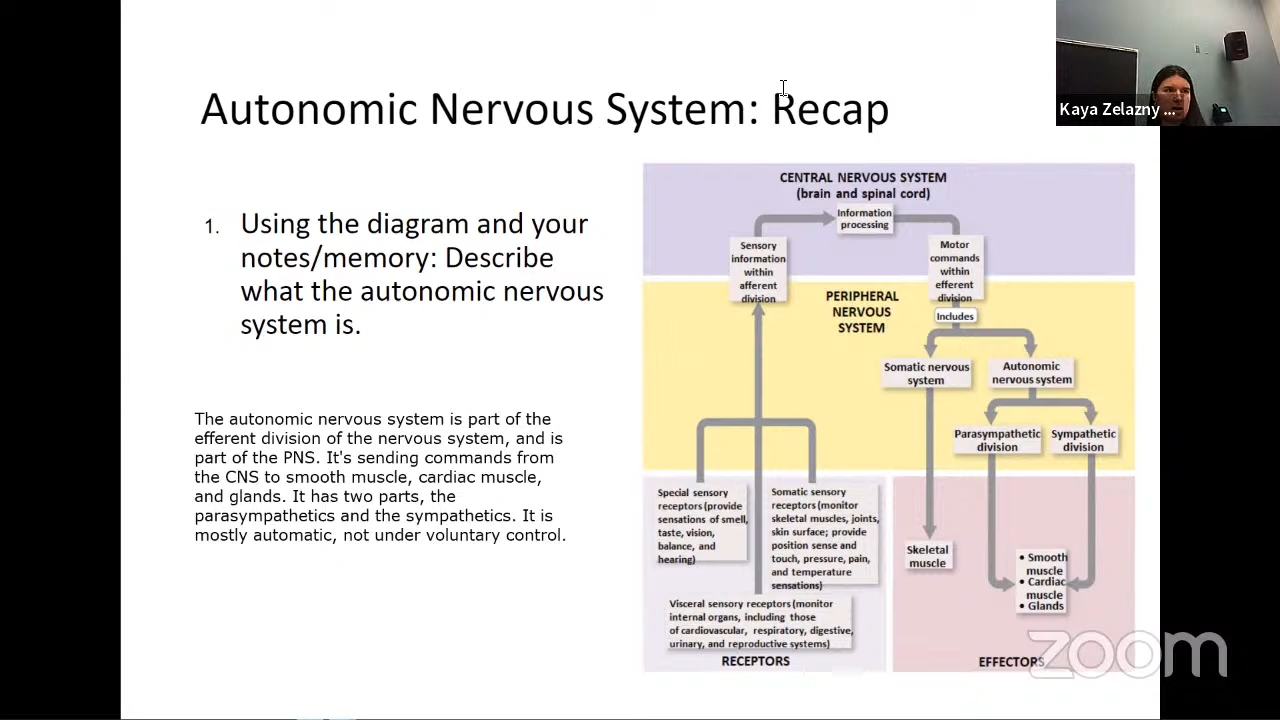 Autonomic Nervous System: Recap
Kaya Zelazny ...
1. Using the diagram and your
notes/memory: Describe
what the autonomic nervous
system is.
The autonomic nervous system is part of the
efferent division of the nervous system, and is
part of the PNS. It's sending commands from
the CNS to smooth muscle, cardiac muscle,
and glands. It has two parts, the
parasympathetics and the sympathetics. It is
mostly automatic, not under voluntary control.
CENTRAL NERVOUS SYSTEM
(brain and spinal cord)
Information
processing
Sensory
information
within
afferent
division
Motor
commands
within
efferent
division
PERIPHERAL
NERVOUS
SYSTEM
Includes
Somatic nervous
system
Autonomic
nervous system
Parasympathetic
division
Sympathetic
division
Special sensory
receptors (provide
sensations of smell,
taste, vision,
balance, and
hearing)
Somatic sensory
receptors (monitor
skeletal muscles, joints,
skin surface; provide
position sense and
touch, pressure, pain,
and temperature
sensations)
Visceral sensory receptors (monitor
internal organs, including those
of cardiovascular, respiratory, digestive,
urinary, and reproductive systems)
RECEPTORS
Skeletal
muscle
• Smooth
muscle
• Cardiac
muscle
• Glands
EFFECTORS
zoom